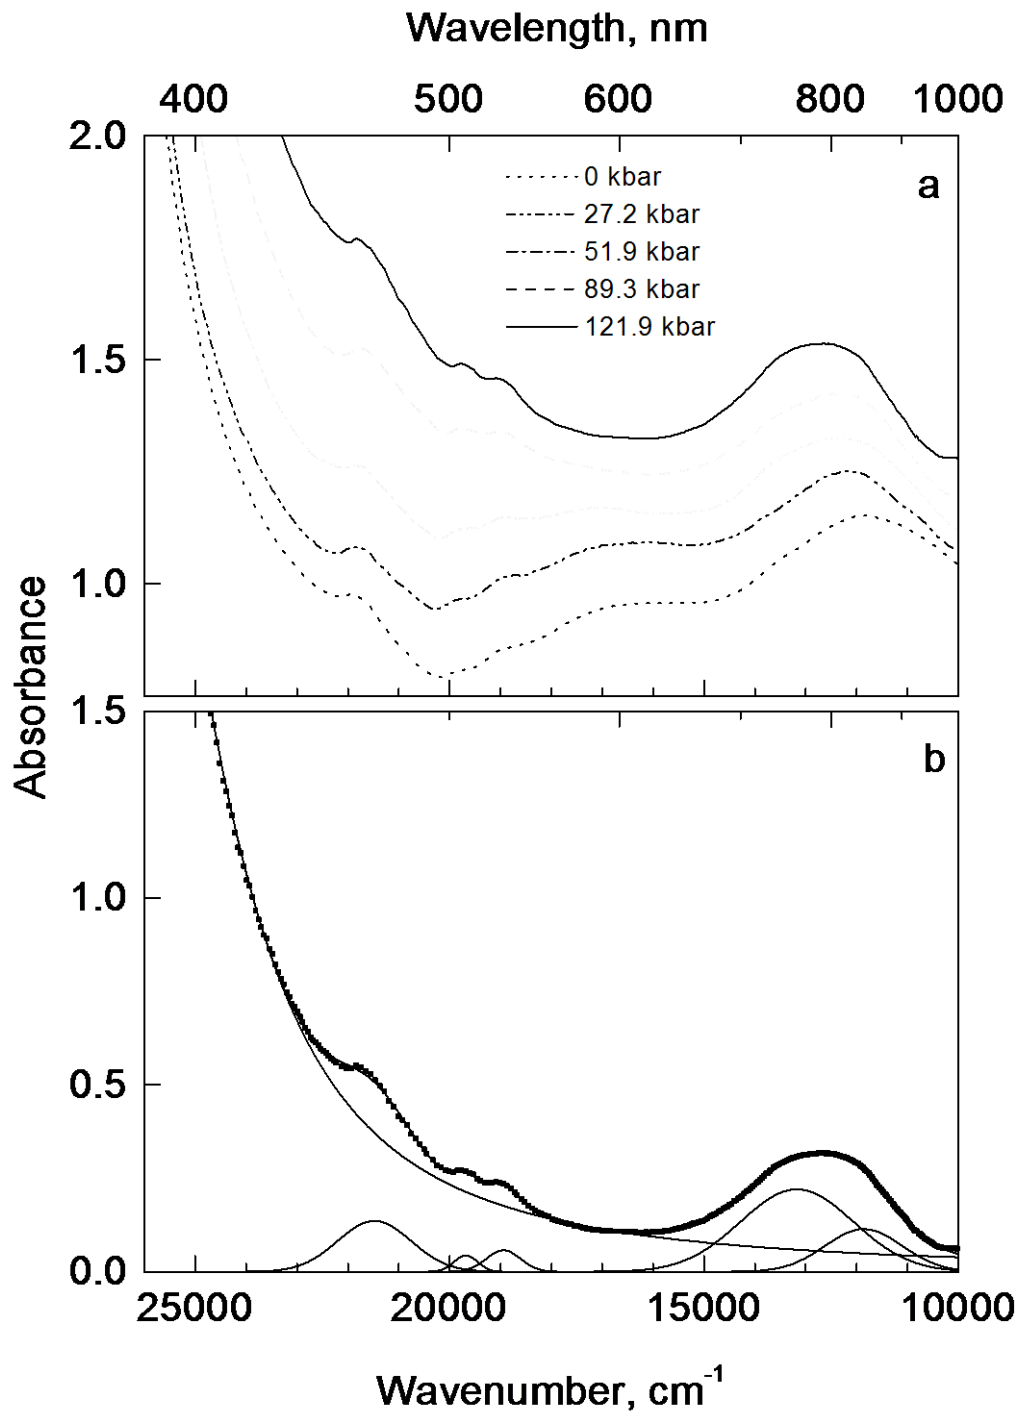 Wavelength, nm
400 500 600 800 1000
2.0
a
0 kbar
27.2 kbar
51.9 kbar
89.3 kbar
121.9 kbar
1.5
1.0
Absorbance
1.5
b
1.0
0.5
0.0
25000 20000 15000 10000
Wavenumber, cm-1